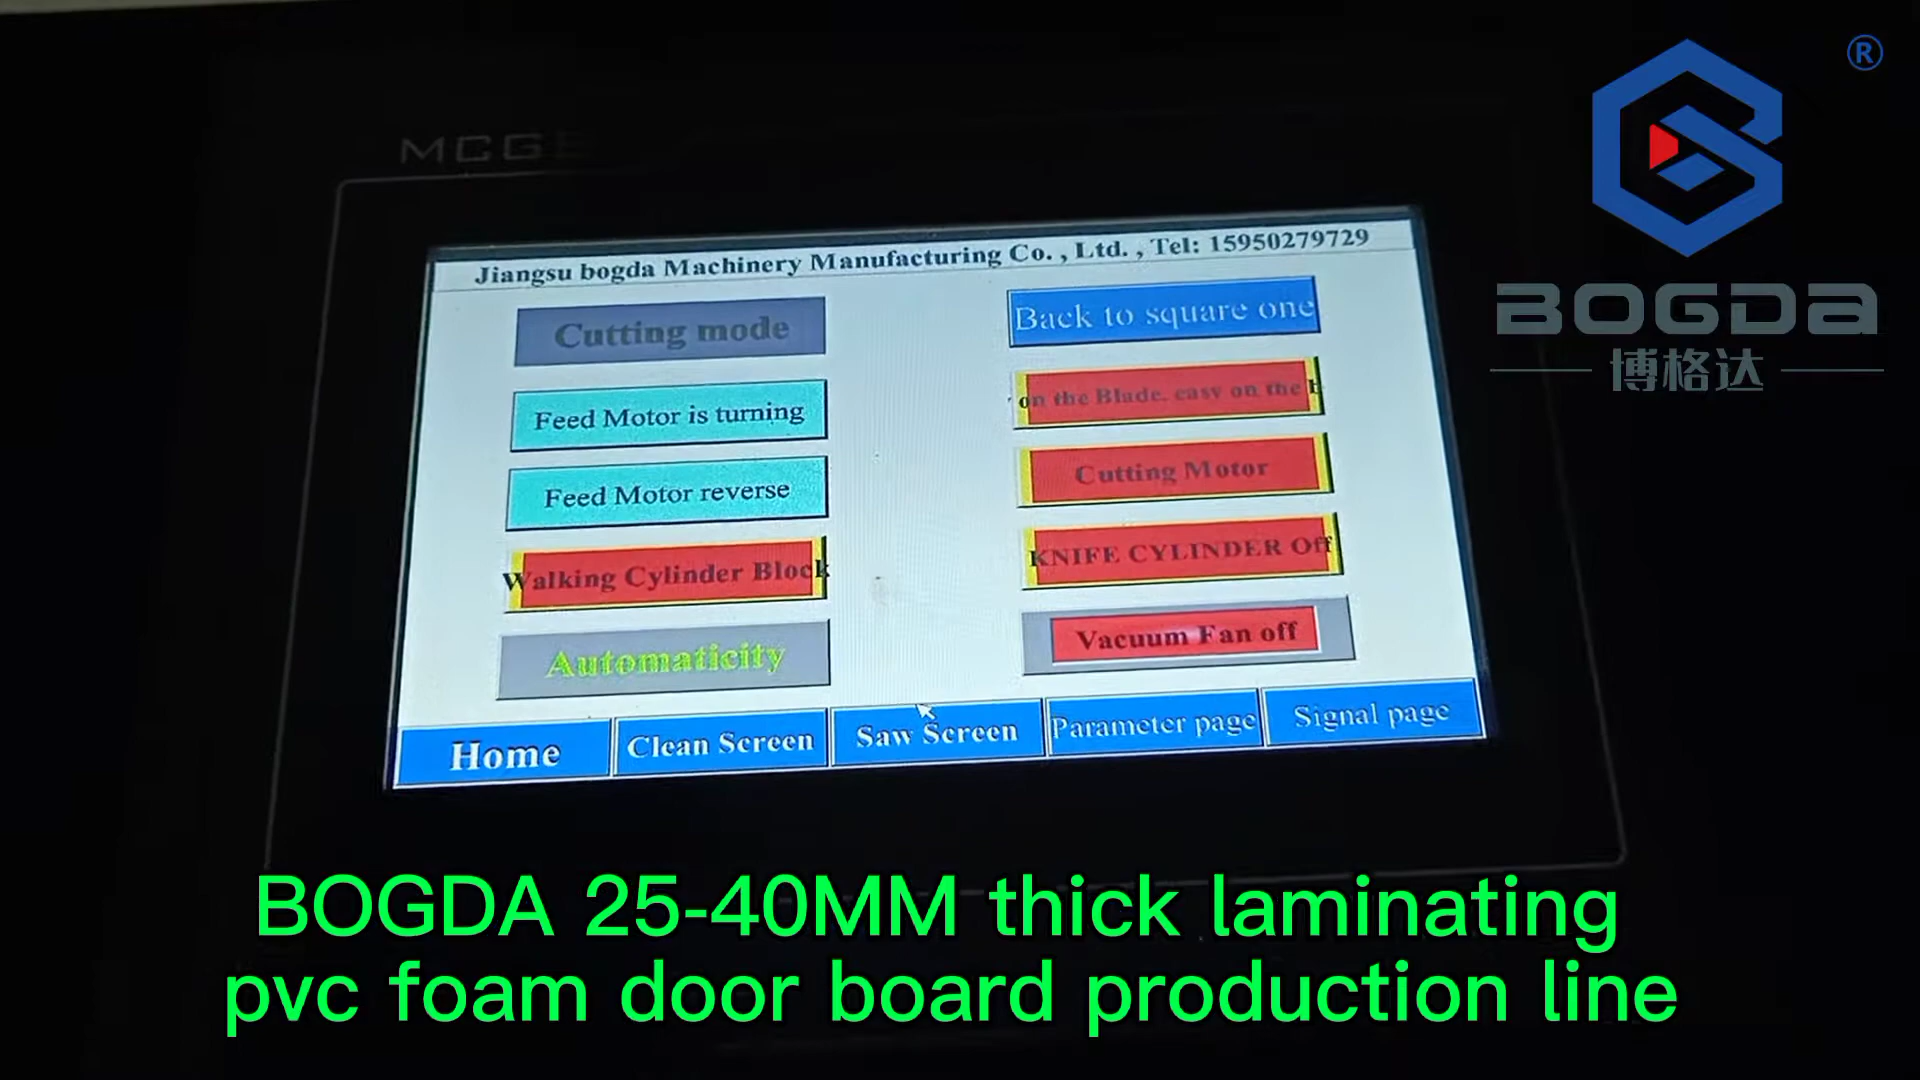 ®
BOGDA
博格达
MCG
Jiangsu bogda Machinery Manufacturing Co. , Ltd. , Tel: 15950279729
Cutting mode
Back to square one
Feed Motor is turning
on the Blade. easy on the
Feed Motor reverse
Cutting Motor
Walking Cylinder Block
KNIFE CYLINDER Off
Automaticity
Vacuum Fan off
Home
Clean Screen
Saw Screen
Parameter page
Signal page
BOGDA 25-40MM thick laminating
pvc foam door board production line